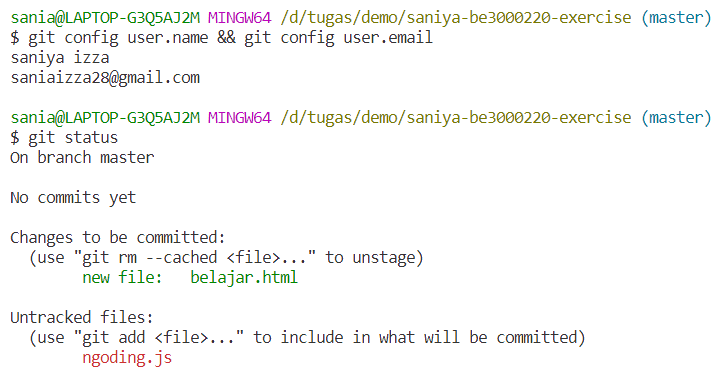 sania@LAPTOP-G3Q5AJ2M MINGW64 /d/tugas/demo/saniya-be3000220-exercise (master)
$ git config user.name && git config user.email
saniya izza
saniaizza28@gmail.com

sania@LAPTOP-G3Q5AJ2M MINGW64 /d/tugas/demo/saniya-be3000220-exercise (master)
$ git status
On branch master

No commits yet

Changes to be committed:
  (use "git rm --cached <file>..." to unstage)
        new file:   belajar.html

Untracked files:
  (use "git add <file>..." to include in what will be committed)
        ngoding.js